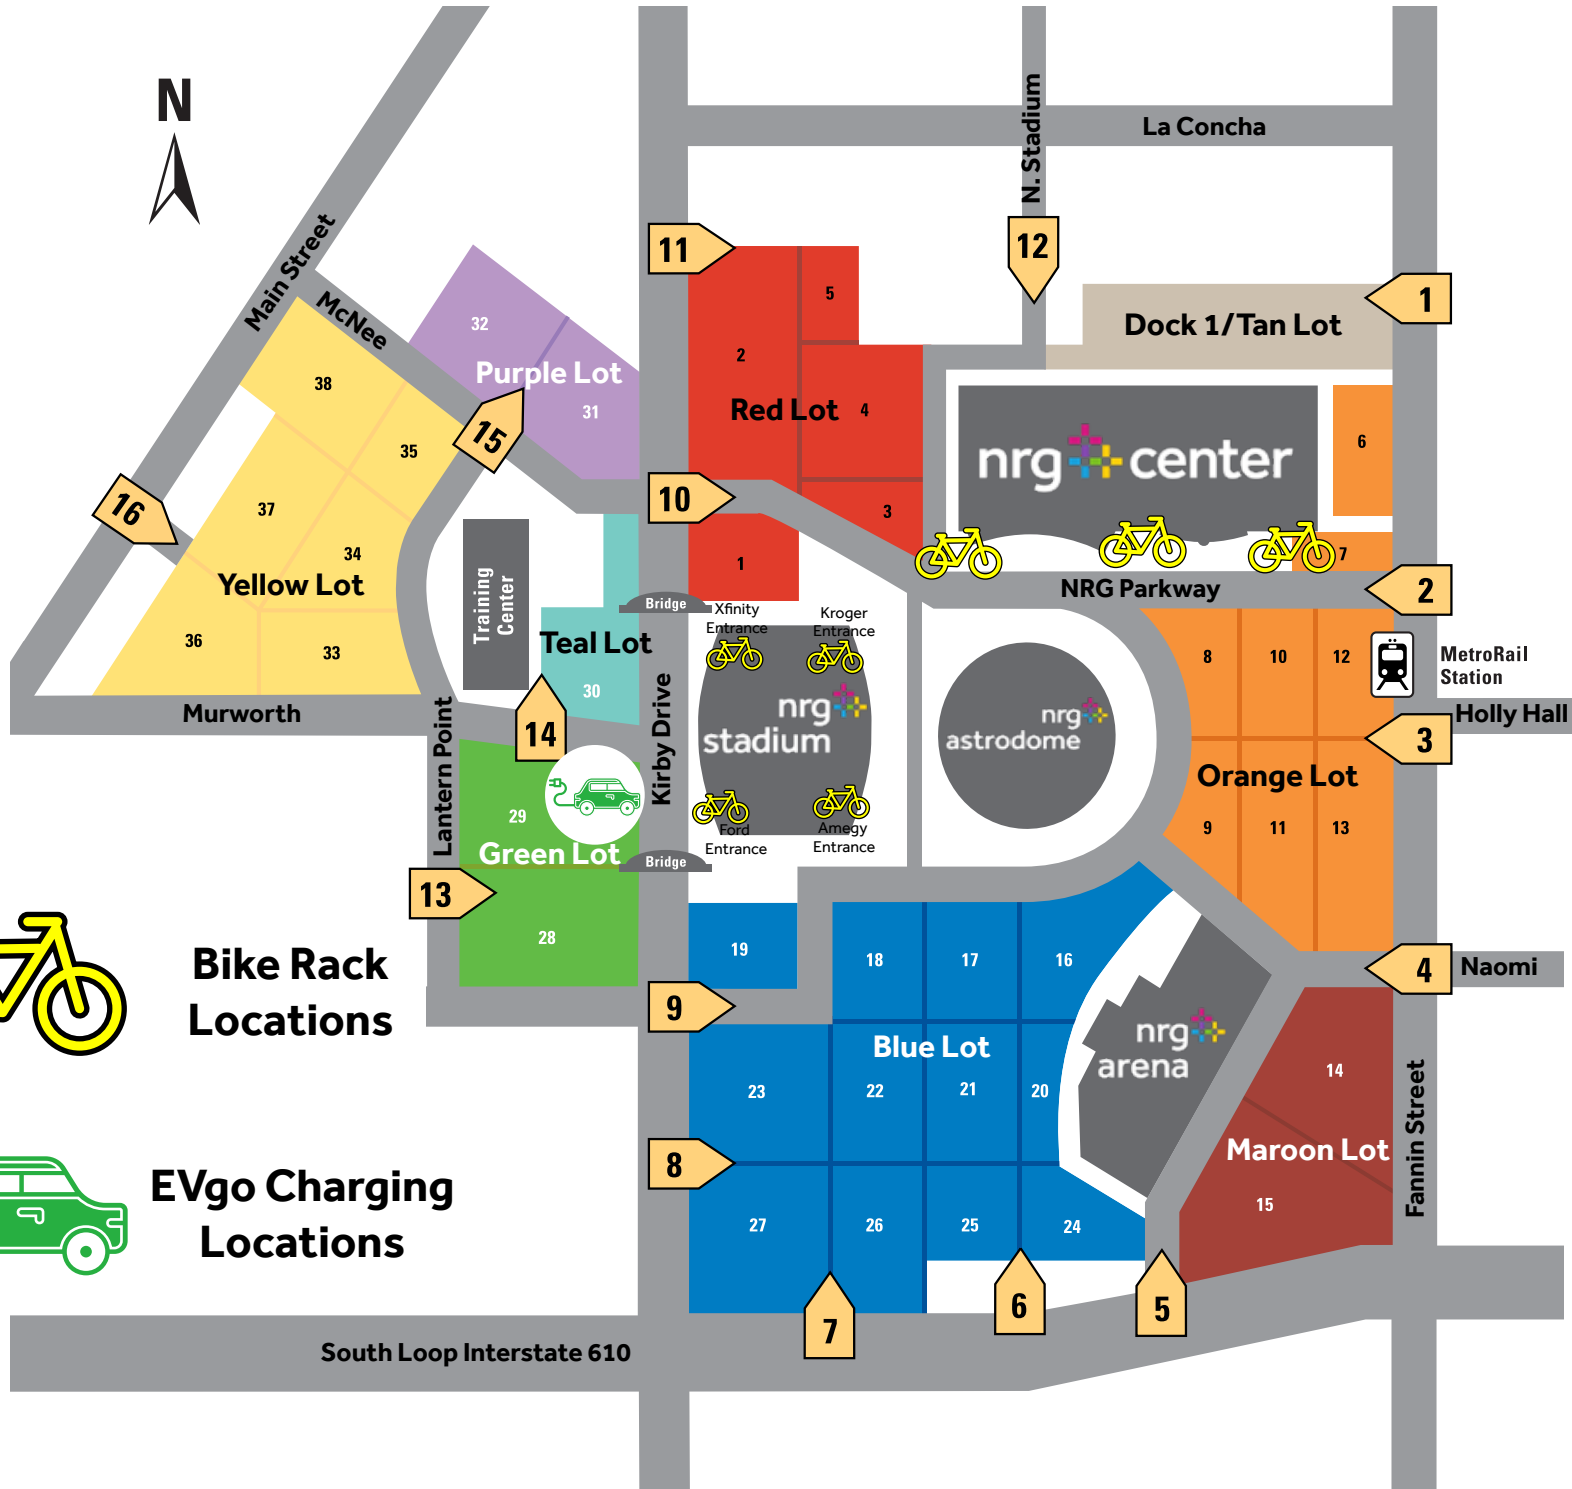 N
La Concha
N. Stadium
11
12
1
Main Street
McNee
5
32
2
Dock 1/Tan Lot
Purple Lot
31
38
Red Lot
4
15
35
6
nrg center
16
37
10
3
34
1
7
Yellow Lot
Training
Center
NRG Parkway
2
Bridge
Xfinity
Entrance
Kroger
Entrance
36
33
Teal Lot
30
8
10
12
MetroRail
Station
Murworth
14
Kirby Drive
nrg
stadium
nrg
astrodome
Holly Hall
3
Orange Lot
Lantern Point
29
Green Lot
Bridge
Ford
Entrance
Amegy
Entrance
9
11
13
13
28
19
18
17
16
4
Naomi
Bike Rack
Locations
9
Blue Lot
nrg
arena
23
22
21
20
14
Maroon Lot
Fannin Street
8
15
EVgo Charging
Locations
27
26
25
24
7
6
5
South Loop Interstate 610